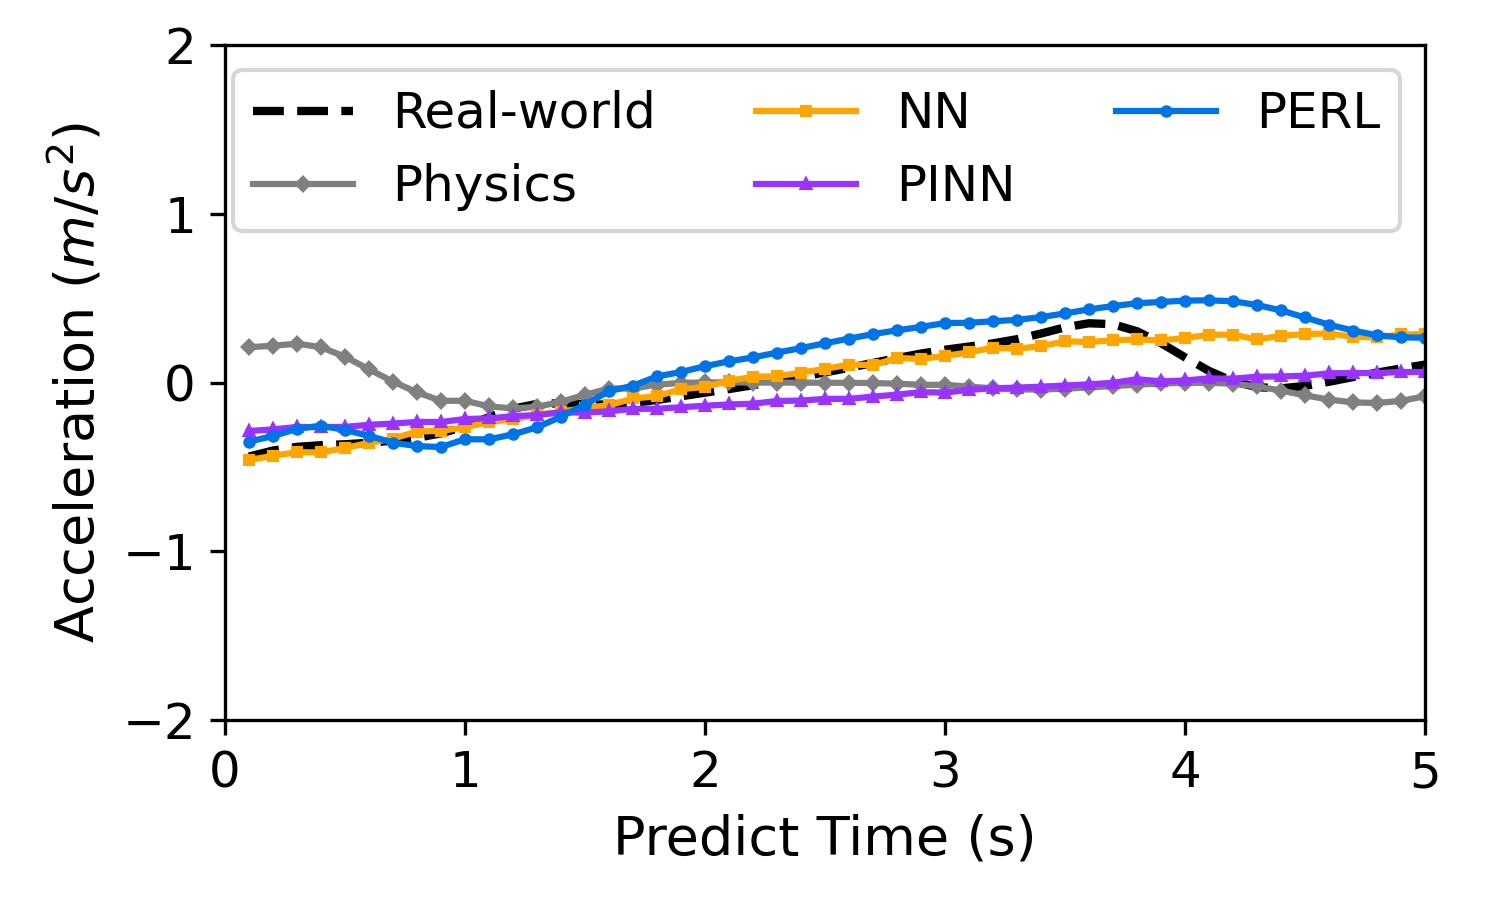 Real-world
Physics
NN
PINN
PERL
2
1
0
−1
−2
Acceleration (m/s²)
0 1 2 3 4 5
Predict Time (s)